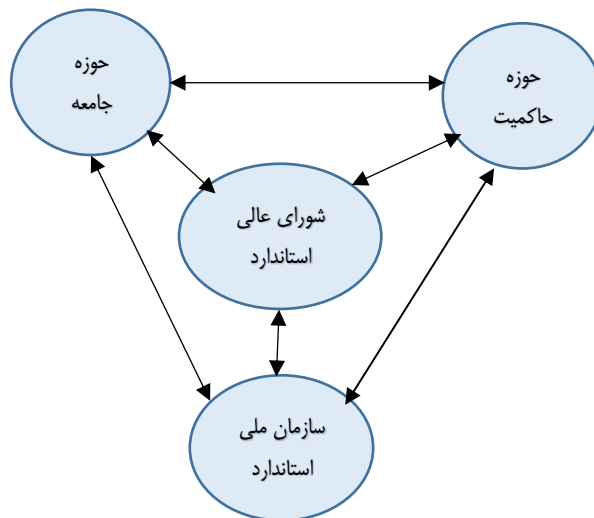 حوزه
حاکمیت
حوزه
جامعه
شورای عالی
استاندارد
سازمان ملی
استاندارد